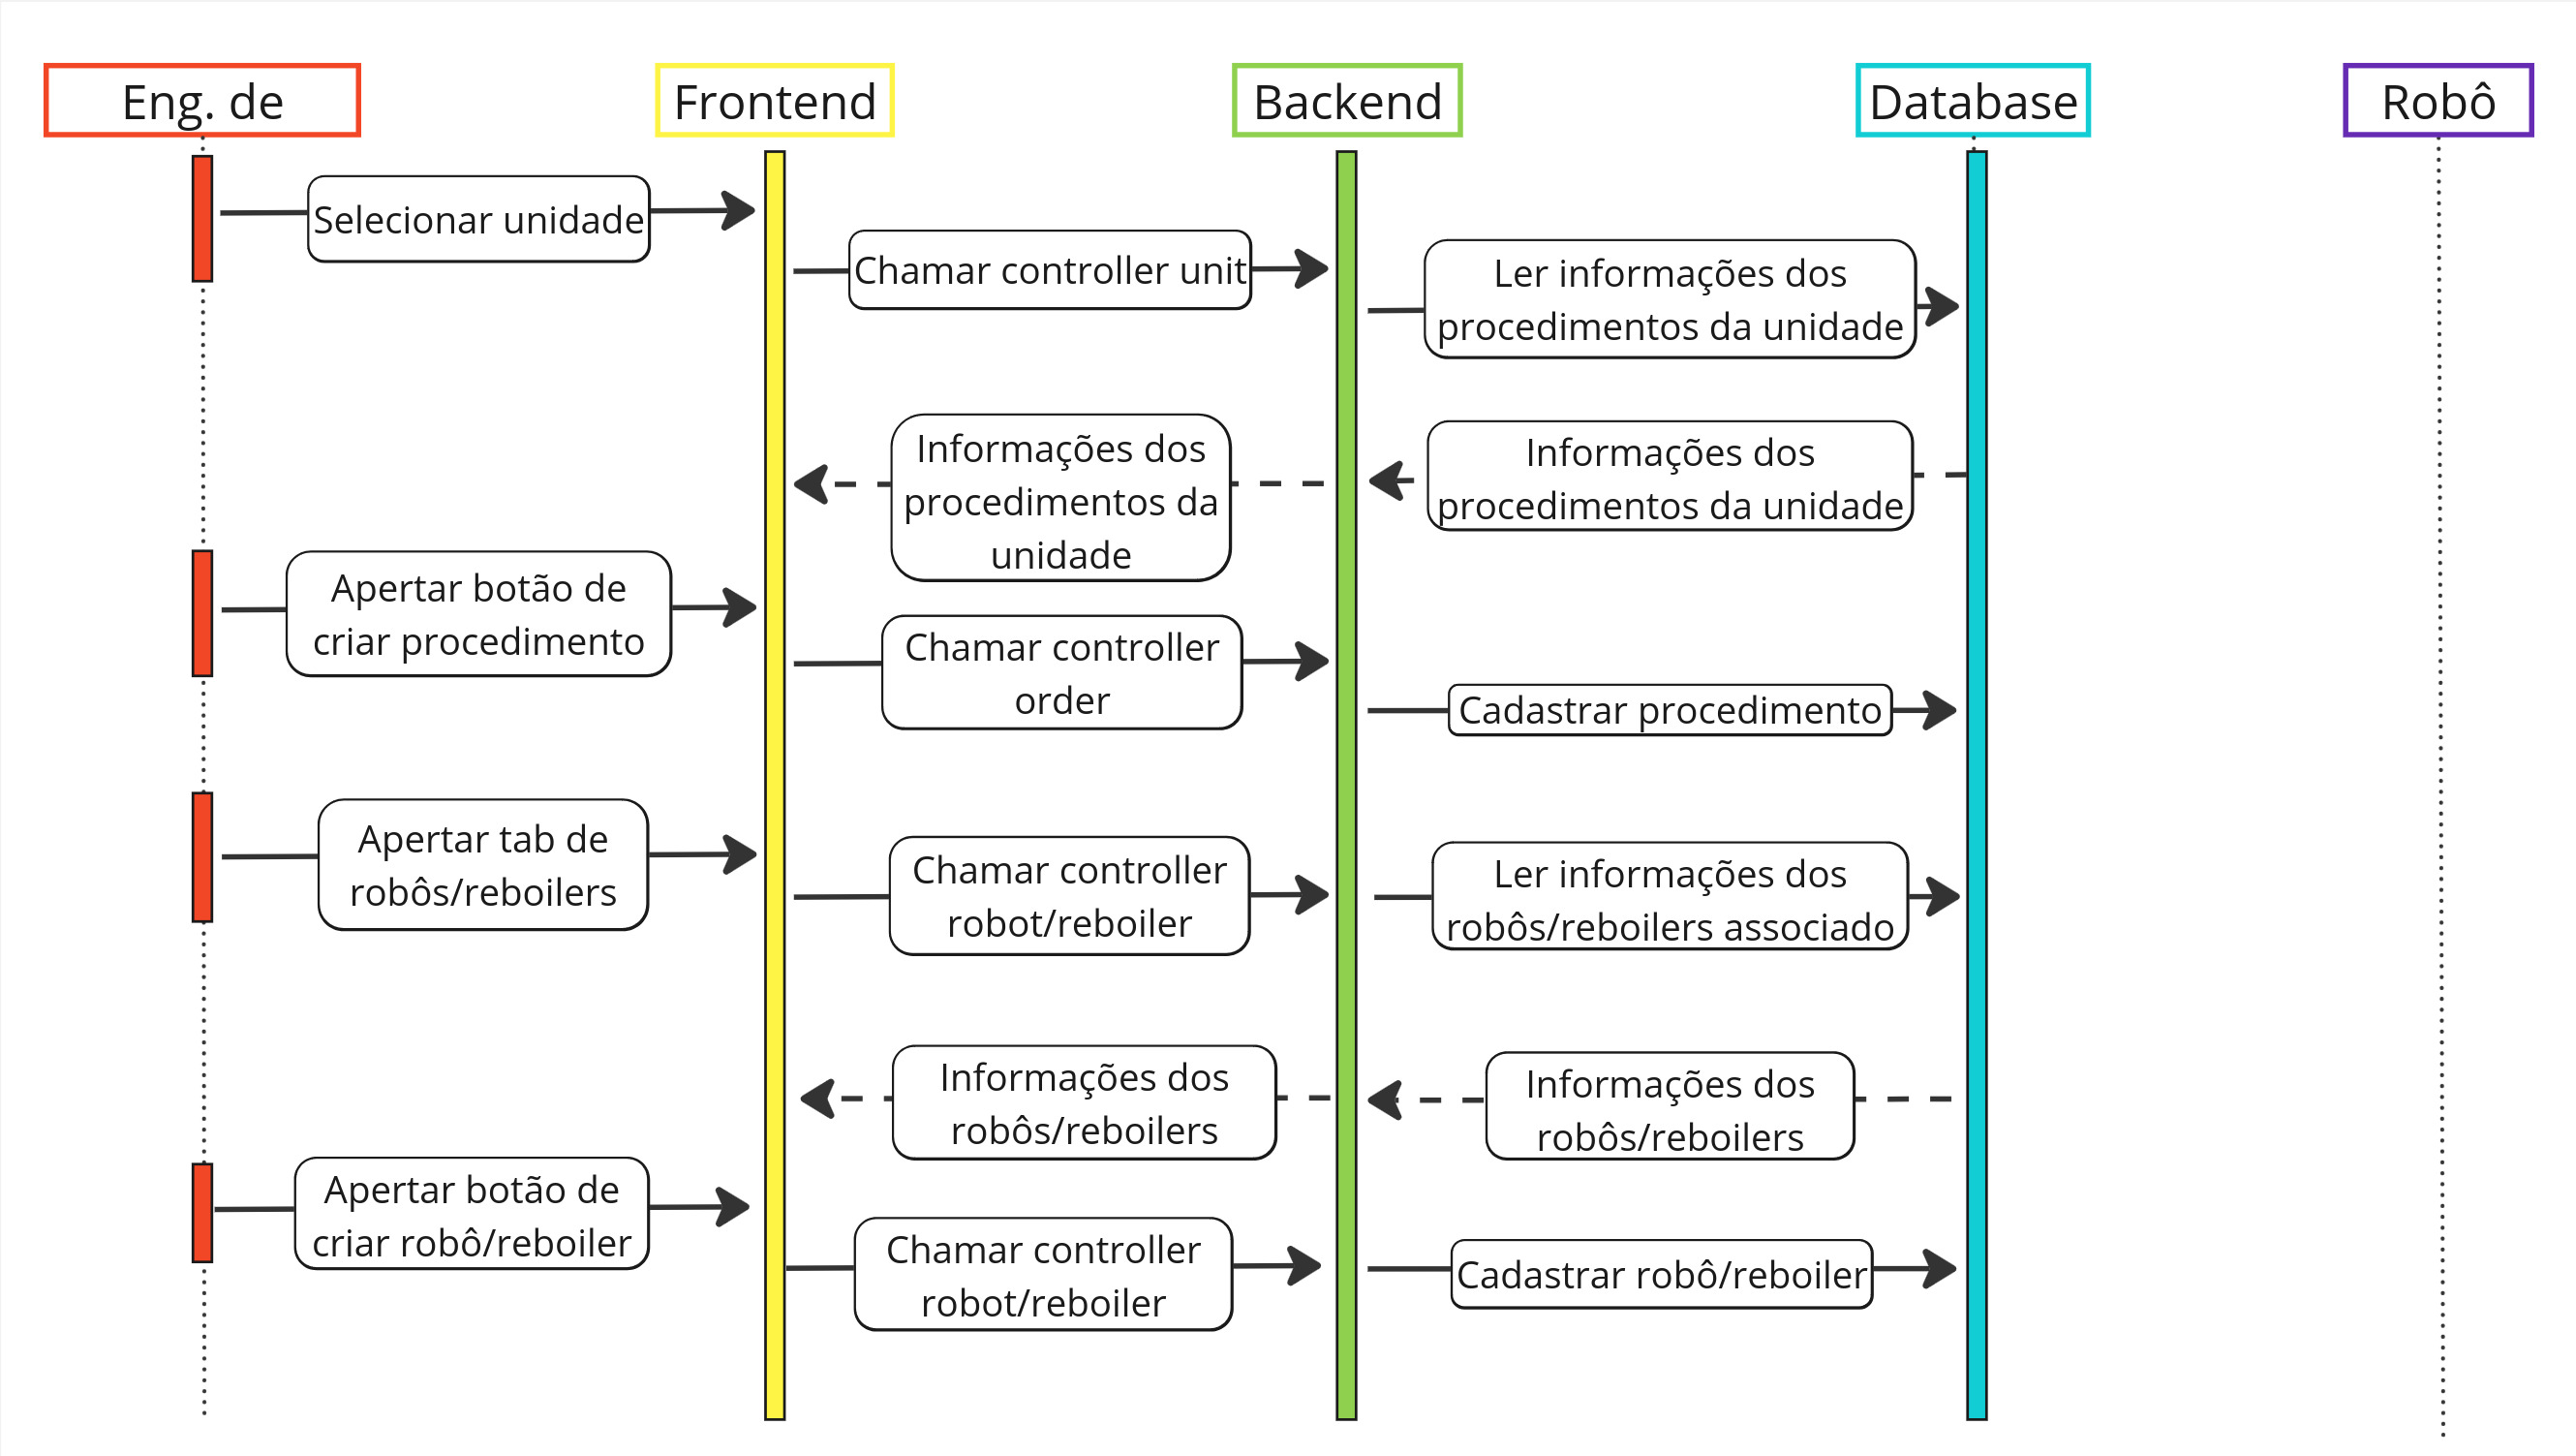 Eng. de
Frontend
Backend
Database
Robô
Selecionar unidade
Chamar controller unit
Ler informações dos
procedimentos da unidade
Informações dos
procedimentos da unidade
Informações dos
procedimentos da
unidade
Apertar botão de
criar procedimento
Chamar controller
order
Cadastrar procedimento
Apertar tab de
robôs/reboilers
Chamar controller
robot/reboiler
Ler informações dos
robôs/reboilers associado
Informações dos
robôs/reboilers
Informações dos
robôs/reboilers
Apertar botão de
criar robô/reboiler
Chamar controller
robot/reboiler
Cadastrar robô/reboiler